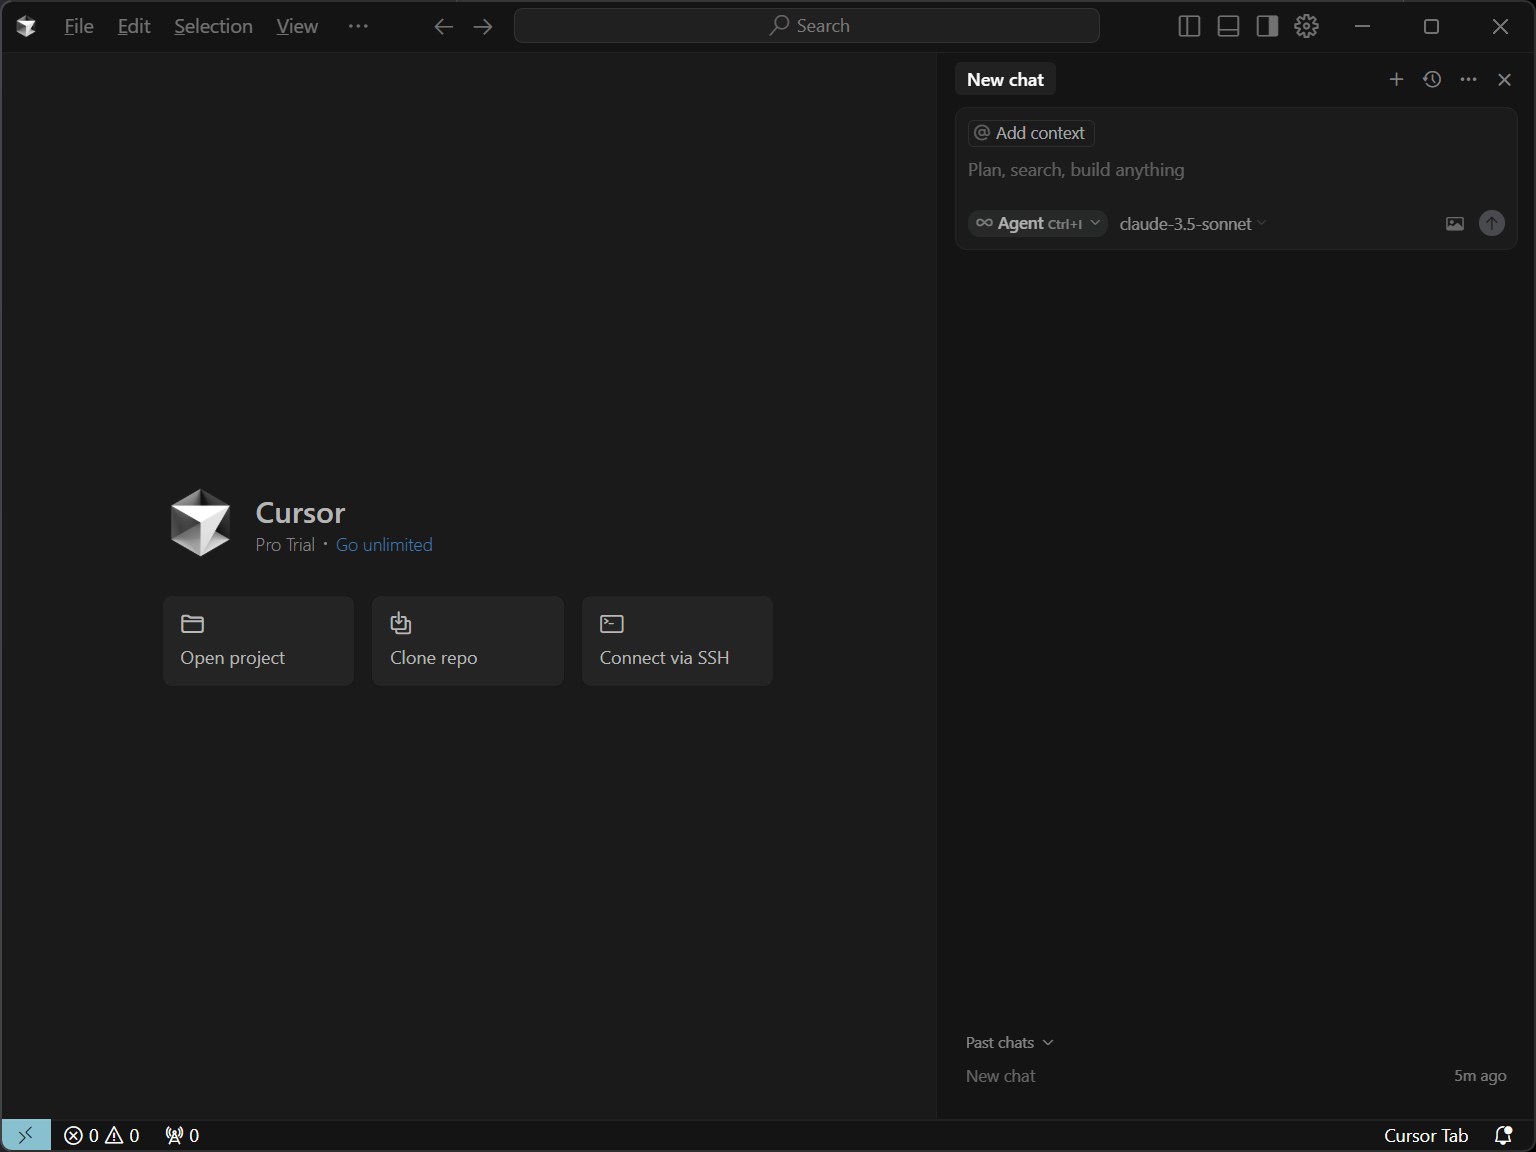 File Edit Selection View ··· Search
New chat
@ Add context
Plan, search, build anything
∞ Agent Ctrl+I claude-3.5-sonnet
Cursor
Pro Trial · Go unlimited
Open project
Clone repo
Connect via SSH
Past chats
New chat 5m ago
0 0 0 Cursor Tab